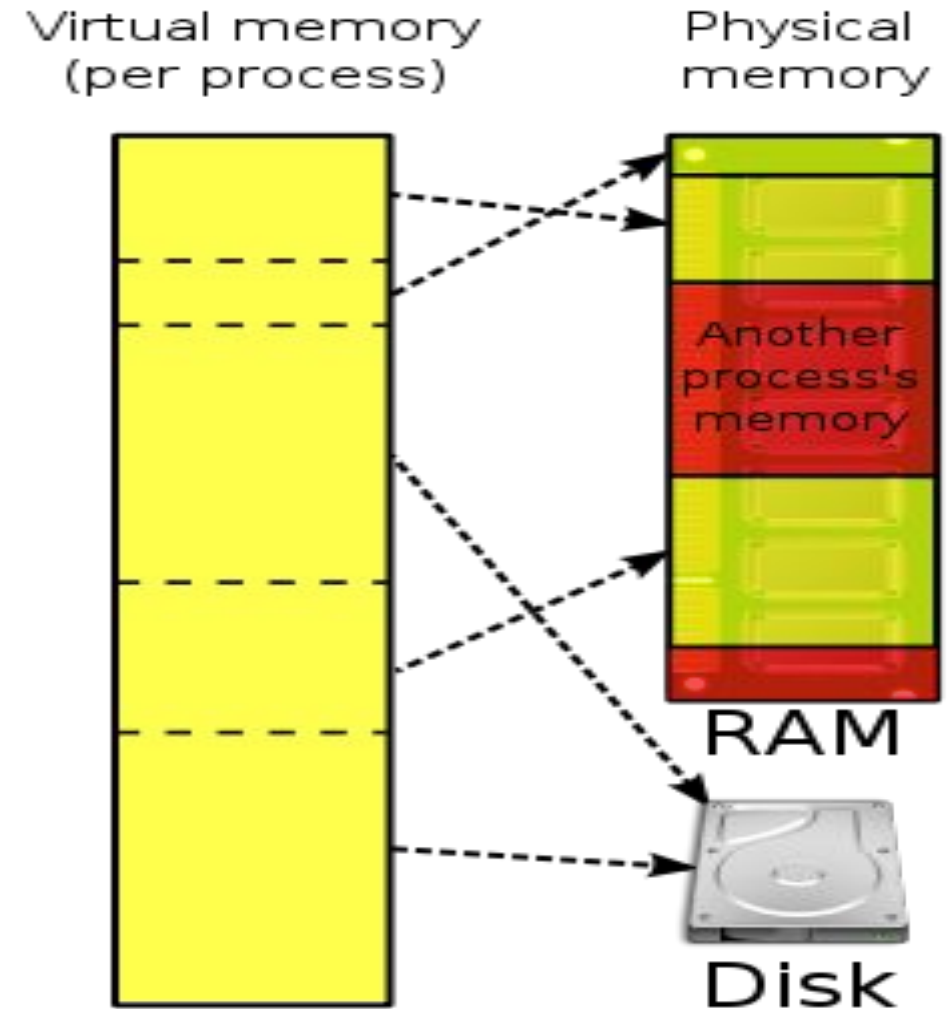 Virtual memory
(per process)
Physical
memory
Another
process's
memory
RAM
Disk